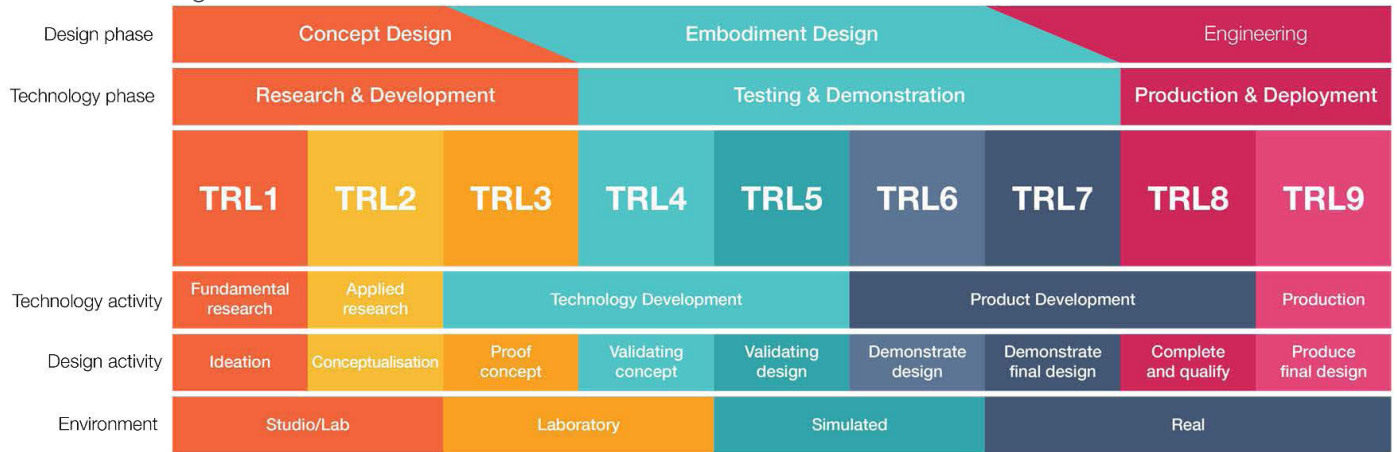 Design phase
Concept Design
Embodiment Design
Engineering
Technology phase
Research & Development
Testing & Demonstration
Production & Deployment
TRL1
TRL2
TRL3
TRL4
TRL5
TRL6
TRL7
TRL8
TRL9
Technology activity
Fundamental
research
Applied
research
Technology Development
Product Development
Production
Design activity
Ideation
Conceptualisation
Proof
concept
Validating
concept
Validating
design
Demonstrate
design
Demonstrate
final design
Complete
and qualify
Produce
final design
Environment
Studio/Lab
Laboratory
Simulated
Real